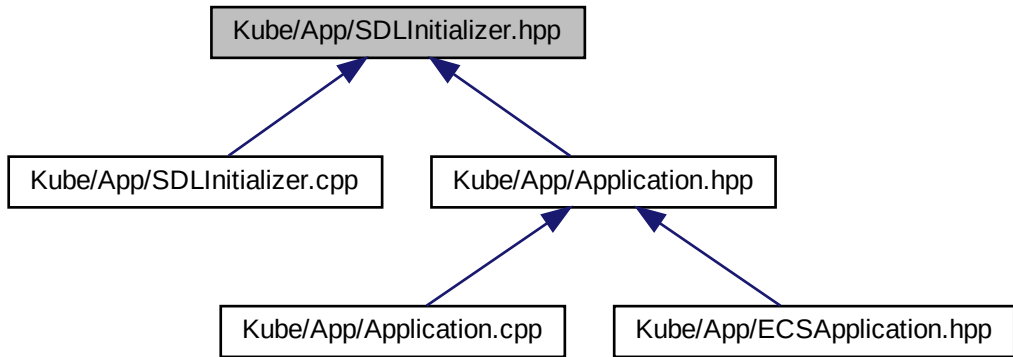 Kube/App/SDLInitializer.hpp
Kube/App/SDLInitializer.cpp
Kube/App/Application.hpp
Kube/App/Application.cpp
Kube/App/ECSApplication.hpp